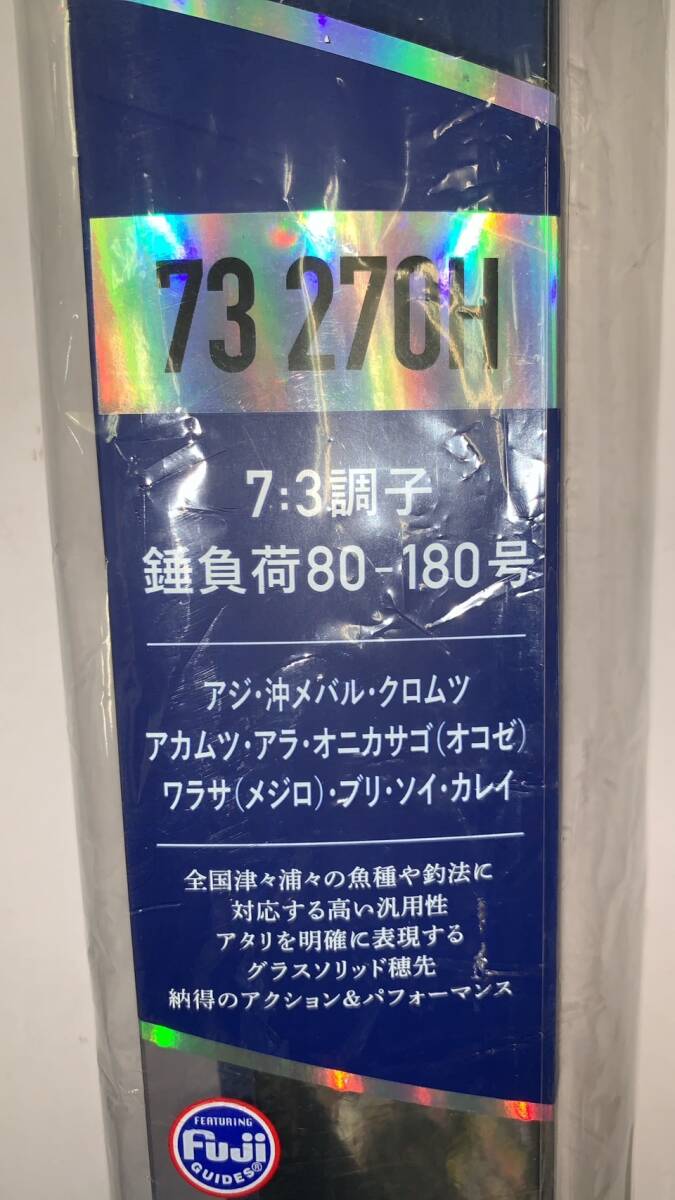 73 270H
7:3調子
錘負荷80-180号
アジ・沖メバル・クロムツ
アカムツ・アラ・オニカサゴ(オコゼ)
ワラサ(メジロ)・ブリ・ソイ・カレイ
全国津々浦々の魚種や釣法に
対応する高い汎用性
アタリを明確に表現する
グラスソリッド穂先
納得のアクション&パフォーマンス
FEATURING
Fuji
GUIDES®